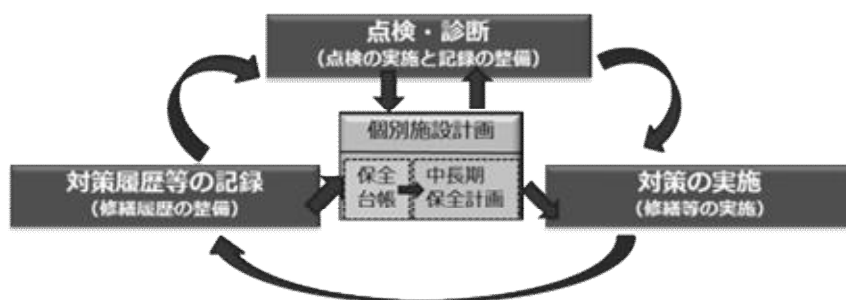 点検・診断
(点検の実施と記録の整備)
個別施設計画
対策履歴等の記録
(修繕履歴の整備)
保全
台帳
中長期
保全計画
対策の実施
(修繕等の実施)